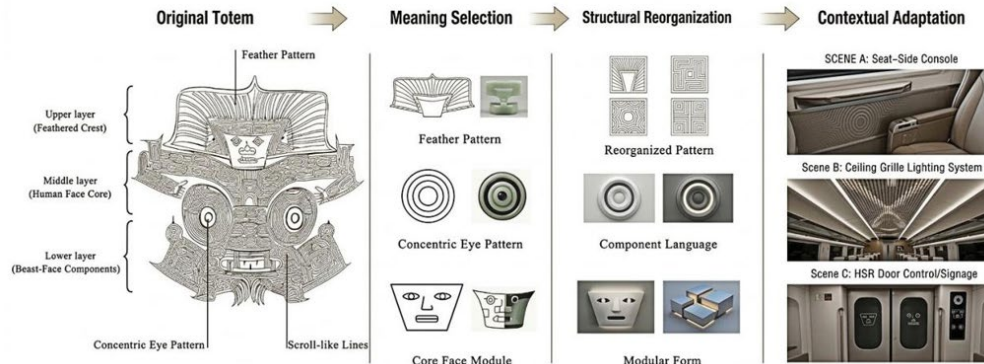 Original Totem
Meaning Selection
Structural Reorganization
Contextual Adaptation
Feather Pattern
Upper layer
(Feathered Crest)
Middle layer
(Human Face Core)
Lower layer
(Beast-Face Components)
Concentric Eye Pattern
Scroll-like Lines
Feather Pattern
Concentric Eye Pattern
Core Face Module
Reorganized Pattern
Component Language
Modular Form
SCENE A: Seat-Side Console
Scene B: Ceiling Grille Lighting System
Scene C: HSR Door Control/Signage